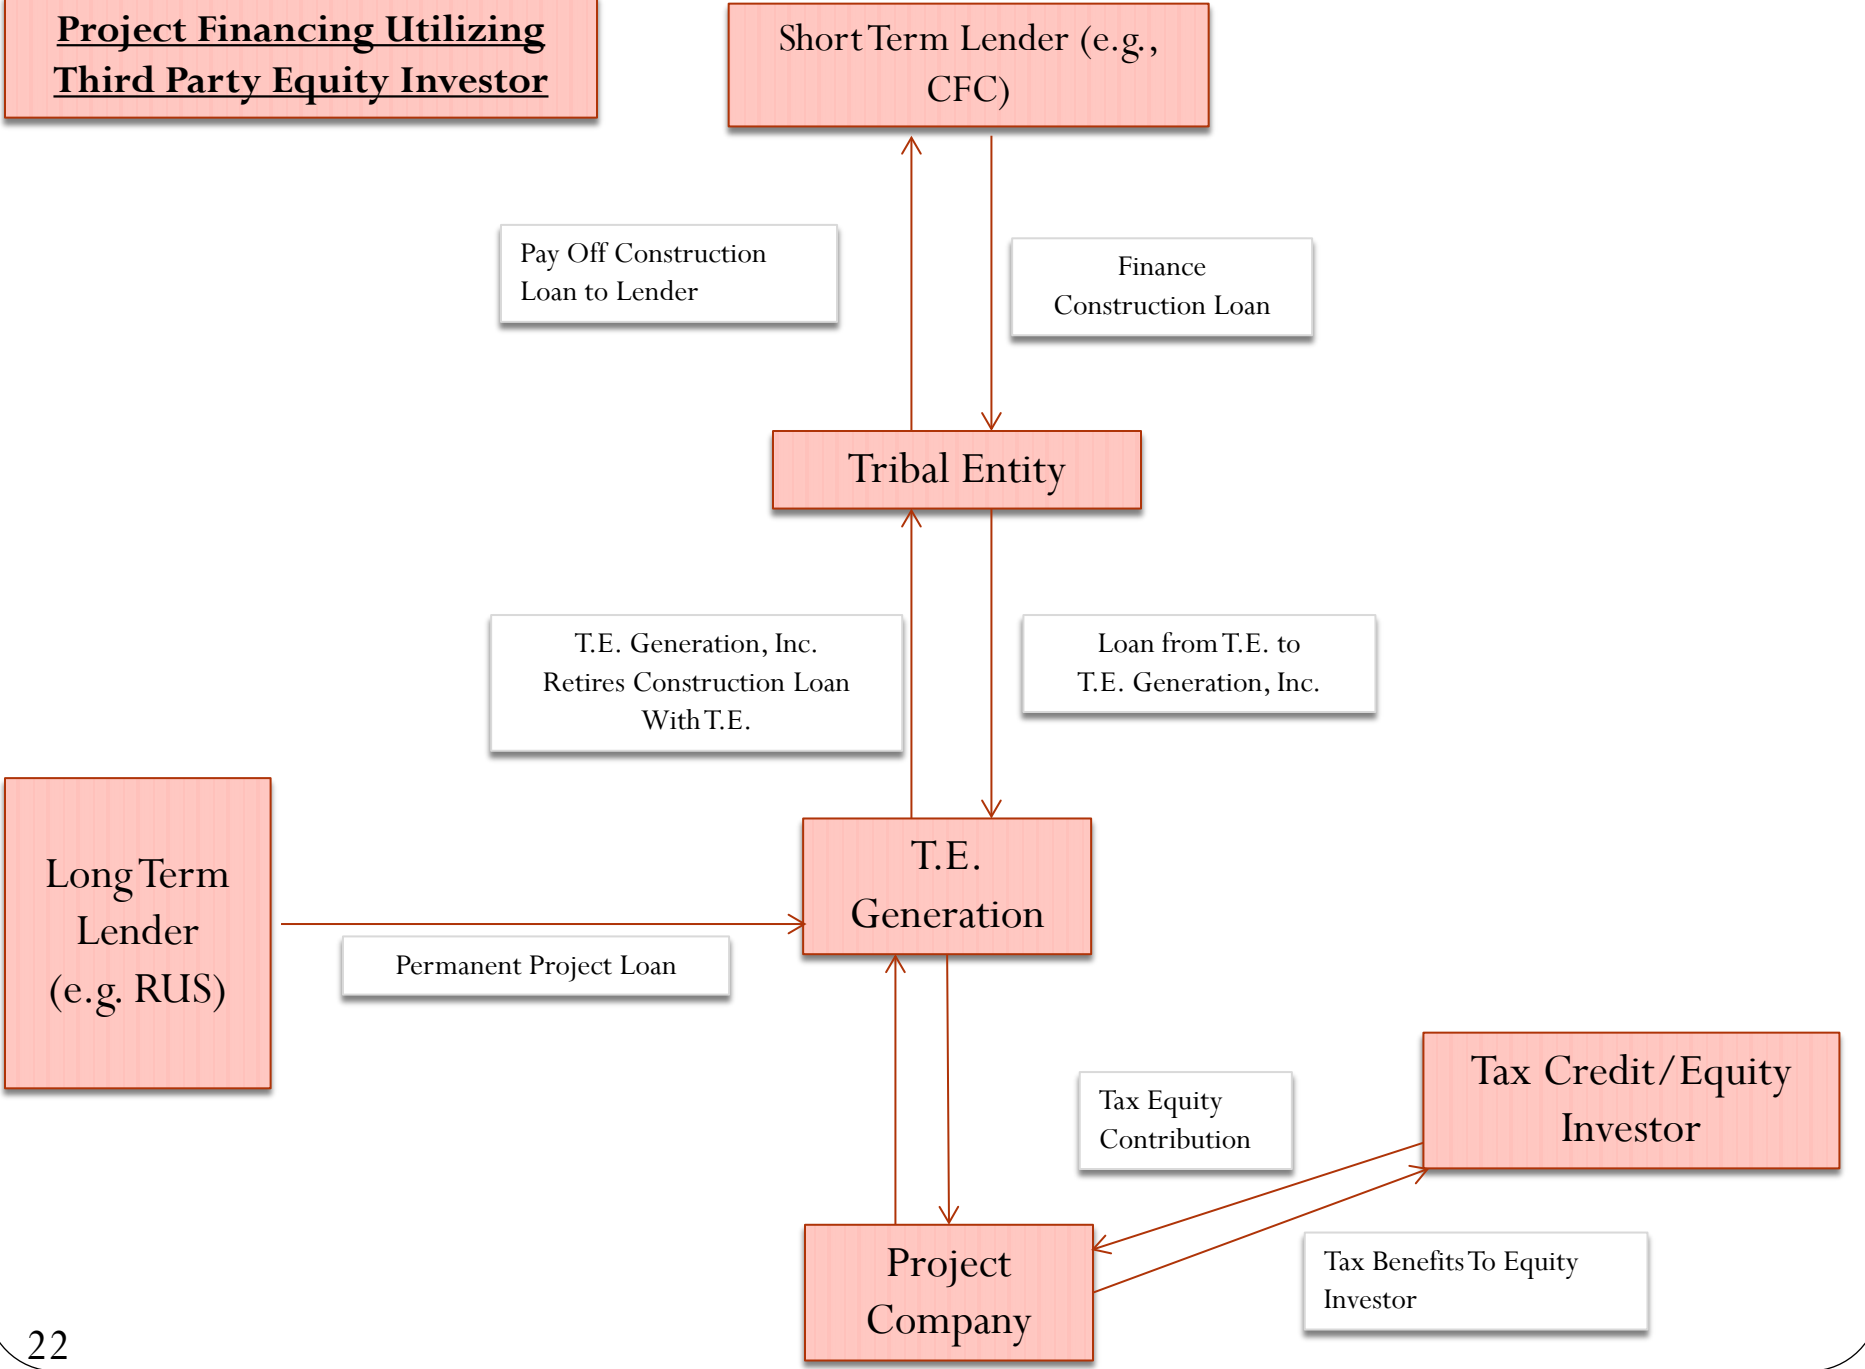 Project Financing Utilizing
Third Party Equity Investor
Short Term Lender (e.g.,
CFC)
Pay Off Construction
Loan to Lender
Finance
Construction Loan
Tribal Entity
T.E. Generation, Inc.
Retires Construction Loan
With T.E.
Loan from T.E. to
T.E. Generation, Inc.
Long Term
Lender
(e.g. RUS)
T.E.
Generation
Permanent Project Loan
Tax Credit/Equity
Investor
Tax Equity
Contribution
Project
Company
Tax Benefits To Equity
Investor
22